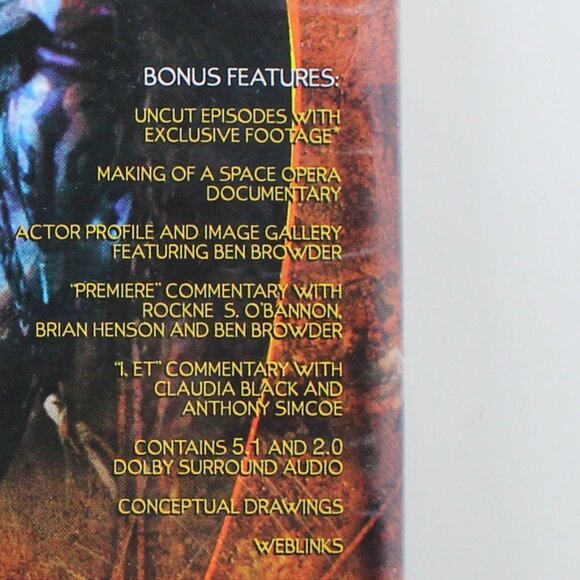 BONUS FEATURES:
UNCUT EPISODES WITH
EXCLUSIVE FOOTAGE*
MAKING OF A SPACE OPERA
DOCUMENTARY
ACTOR PROFILE AND IMAGE GALLERY
FEATURING BEN BROWDER
"PREMIERE" COMMENTARY WITH
ROCKNE S. O'BANNON,
BRIAN HENSON AND BEN BROWDER
"I, ET" COMMENTARY WITH
CLAUDIA BLACK AND
ANTHONY SIMCOE
CONTAINS 5.1 AND 2.0
DOLBY SURROUND AUDIO
CONCEPTUAL DRAWINGS
WEBLINKS